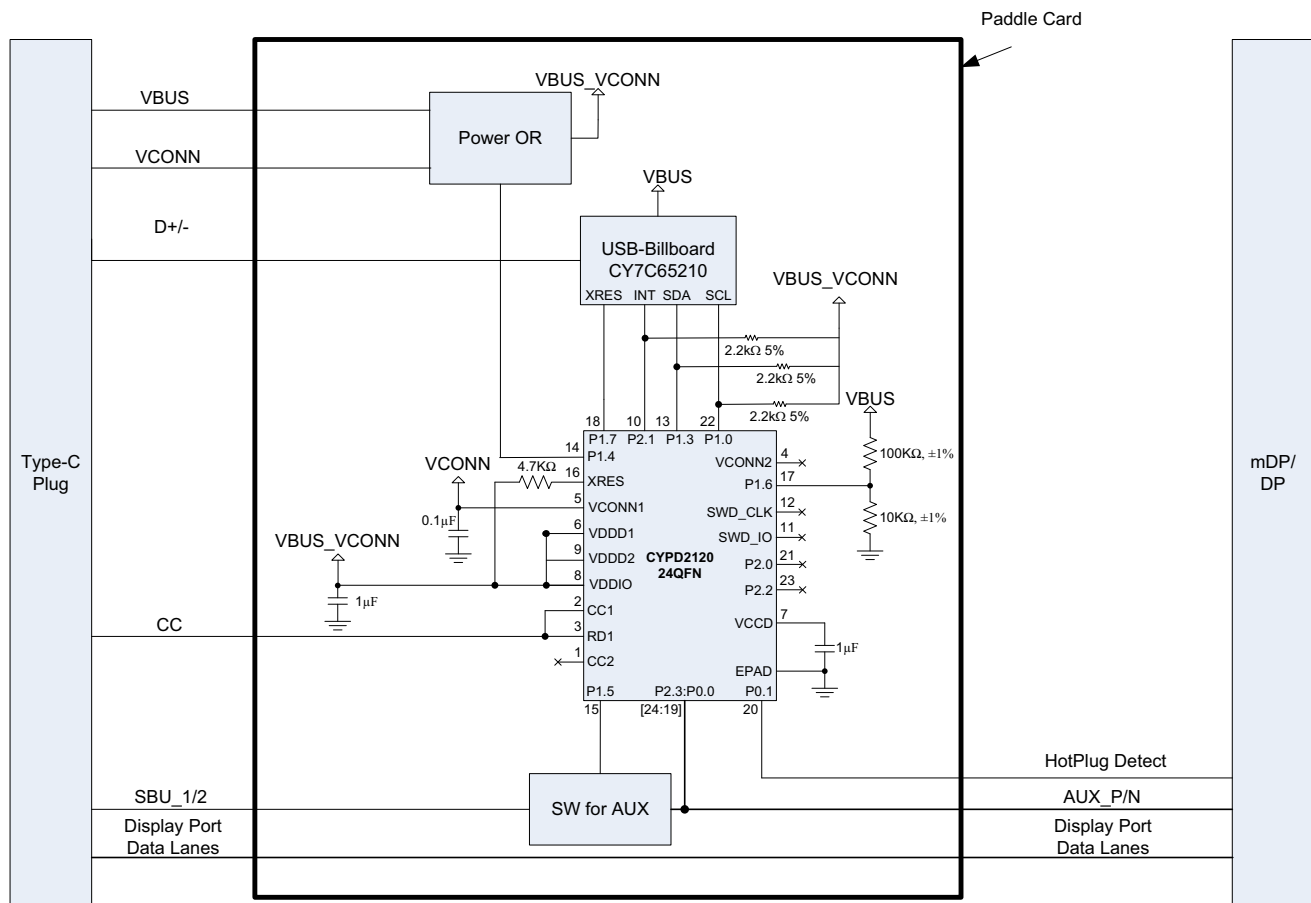 Paddle Card
VBUS
VBUS_VCONN
Power OR
VCONN
VBUS
D+/-
USB-Billboard
CY7C65210
XRES INT SDA SCL
VBUS_VCONN
2.2kΩ 5%
2.2kΩ 5%
2.2kΩ 5%
VBUS
18 10 13 22
P1.7 P2.1 P1.3 P1.0
14 P1.4
4.7KΩ
16 XRES
VCONN
5 VCONN1
0.1µF
6 VDDD1
9 VDDD2
VBUS_VCONN
8 VDDIO
1µF
2 CC1
CC
3 RD1
1 CC2
CYPD2120
24QFN
VCONN2 4
100KΩ, ±1%
P1.6 17
SWD_CLK 12
10KΩ, ±1%
SWD_IO 11
P2.0 21
P2.2 23
VCCD 7
1µF
EPAD
P1.5 P2.3:P0.0 P0.1
15 [24:19] 20
Type-C
Plug
mDP/
DP
HotPlug Detect
SBU_1/2
SW for AUX
AUX_P/N
Display Port
Data Lanes
Display Port
Data Lanes